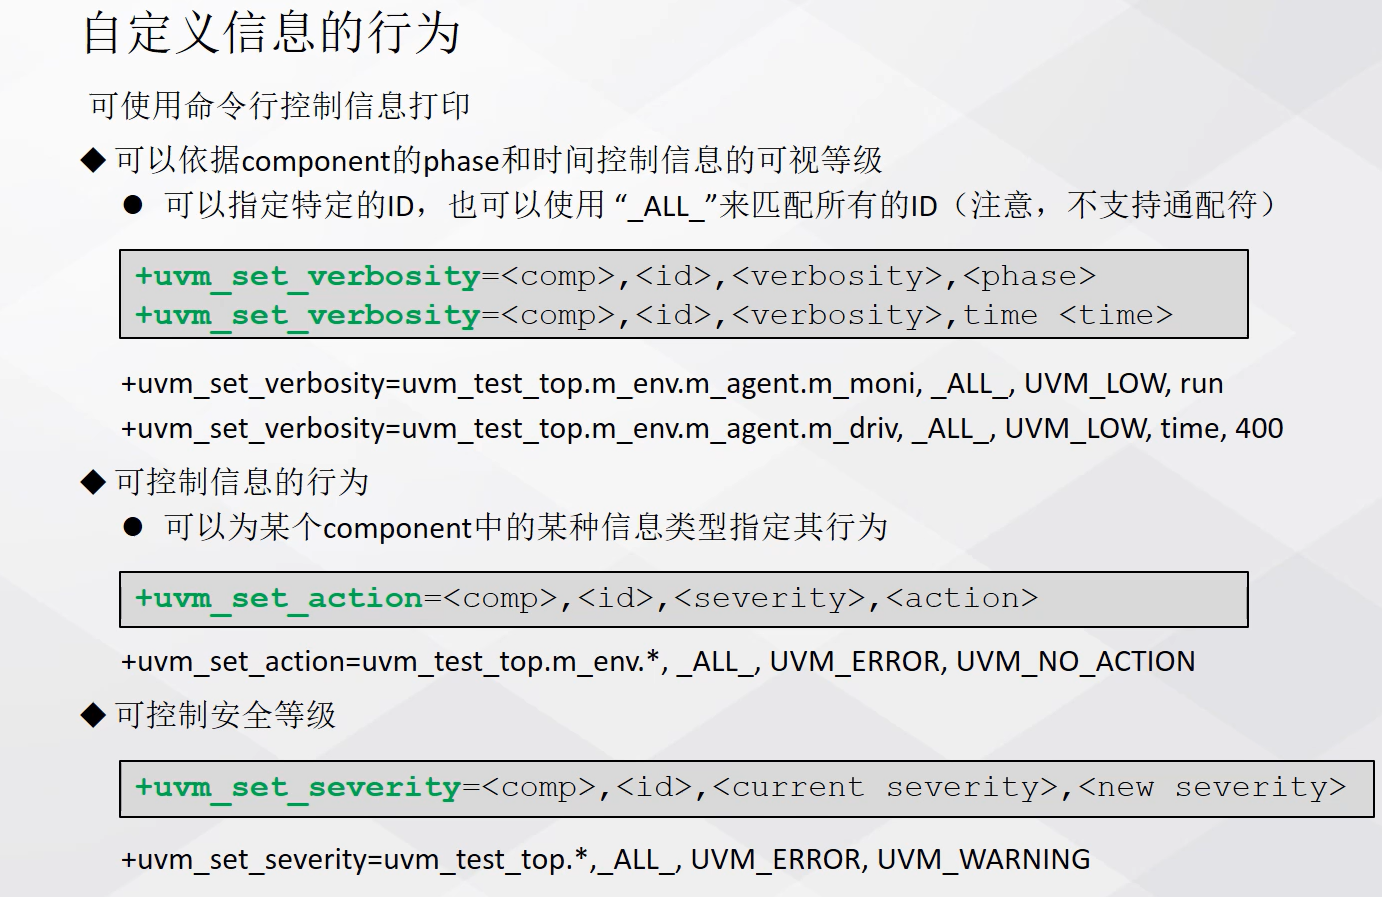 自定义信息的行为
可使用命令行控制信息打印
◆ 可以依据component的phase和时间控制信息的可视等级
● 可以指定特定的ID，也可以使用 “_ALL_”来匹配所有的ID（注意，不支持通配符）
+uvm_set_verbosity=<comp>,<id>,<verbosity>,<phase>
+uvm_set_verbosity=<comp>,<id>,<verbosity>,time <time>
+uvm_set_verbosity=uvm_test_top.m_env.m_agent.m_moni, _ALL_, UVM_LOW, run
+uvm_set_verbosity=uvm_test_top.m_env.m_agent.m_driv, _ALL_, UVM_LOW, time, 400
◆ 可控制信息的行为
● 可以为某个component中的某种信息类型指定其行为
+uvm_set_action=<comp>,<id>,<severity>,<action>
+uvm_set_action=uvm_test_top.m_env.*, _ALL_, UVM_ERROR, UVM_NO_ACTION
◆ 可控制安全等级
+uvm_set_severity=<comp>,<id>,<current severity>,<new severity>
+uvm_set_severity=uvm_test_top.*,_ALL_, UVM_ERROR, UVM_WARNING